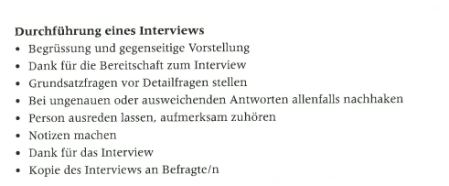 Durchführung eines Interviews
• Begrüssung und gegenseitige Vorstellung
• Dank für die Bereitschaft zum Interview
• Grundsatzfragen vor Detailfragen stellen
• Bei ungenauen oder ausweichenden Antworten allenfalls nachhaken
• Person ausreden lassen, aufmerksam zuhören
• Notizen machen
• Dank für das Interview
• Kopie des Interviews an Befragte/n